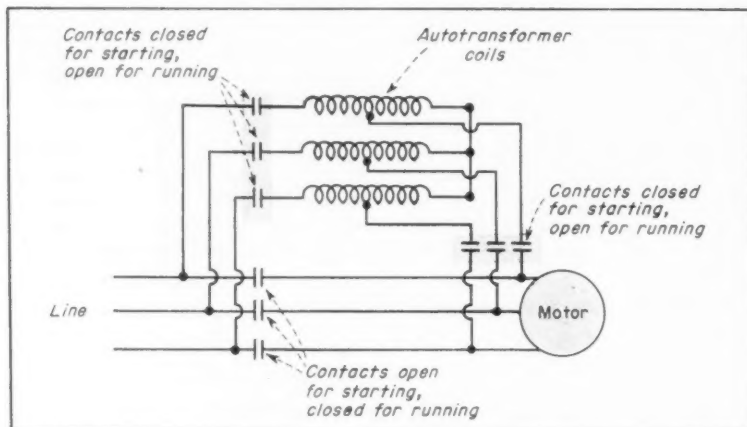 Contacts closed
for starting,
open for running
Autotransformer
coils
Contacts closed
for starting,
open for running
Line
Motor
Contacts open
for starting,
closed for running